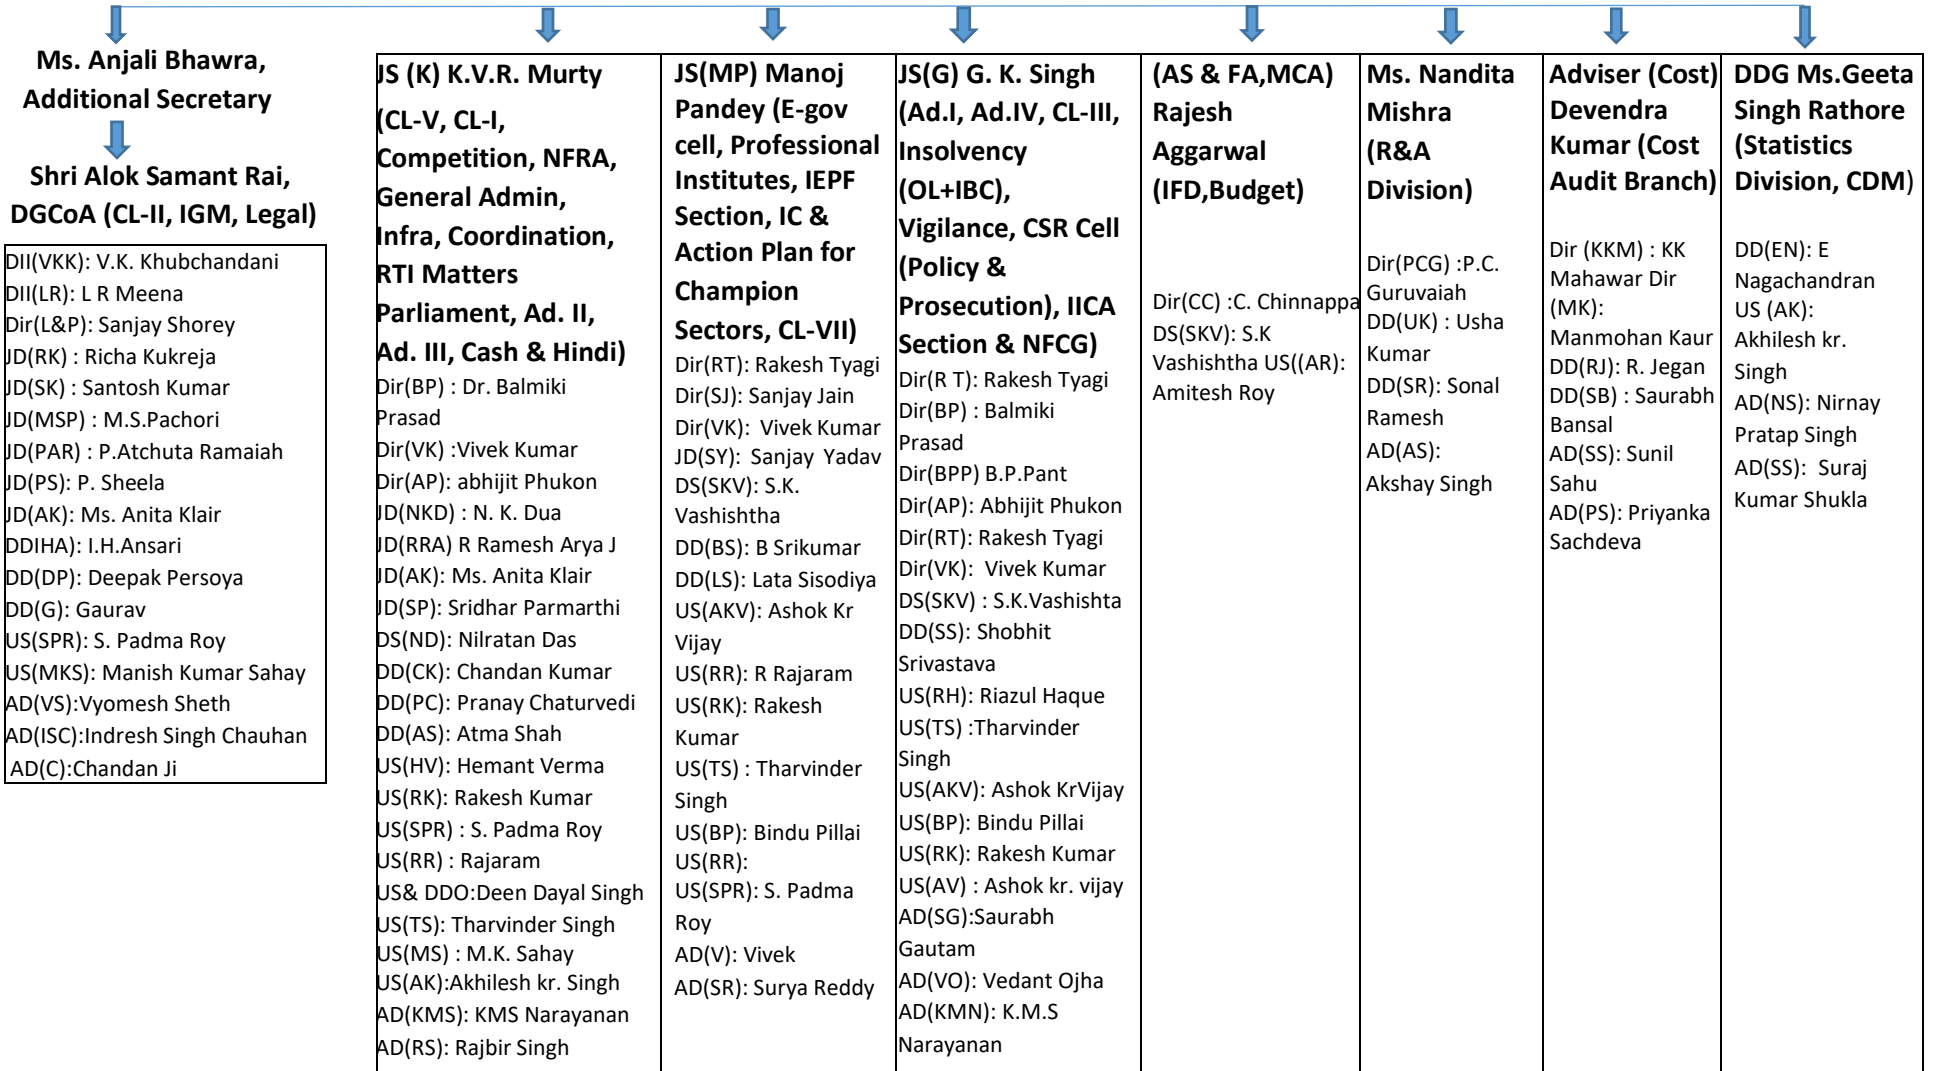 Ms. Anjali Bhawra,
Additional Secretary
Shri Alok Samant Rai,
DGCoA (CL-II, IGM, Legal)
DII(VKK): V.K. Khubchandani
DII(LR): L R Meena
Dir(L&P): Sanjay Shorey
JD(RK) : Richa Kukreja
JD(SK) : Santosh Kumar
JD(MSP) : M.S.Pachori
JD(PAR) : P.Atchuta Ramaiah
JD(PS): P. Sheela
JD(AK): Ms. Anita Klair
DDIHA): I.H.Ansari
DD(DP): Deepak Persoya
DD(G): Gaurav
US(SPR): S. Padma Roy
US(MKS): Manish Kumar Sahay
AD(VS):Vyomesh Sheth
AD(ISC):Indresh Singh Chauhan
AD(C):Chandan Ji
JS (K) K.V.R. Murty
(CL-V, CL-I,
Competition, NFRA,
General Admin,
Infra, Coordination,
RTI Matters
Parliament, Ad. II,
Ad. III, Cash & Hindi)
Dir(BP) : Dr. Balmiki
Prasad
Dir(VK) :Vivek Kumar
Dir(AP): abhijit Phukon
JD(NKD) : N. K. Dua
JD(RRA) R Ramesh Arya J
JD(AK): Ms. Anita Klair
JD(SP): Sridhar Parmarthi
DS(ND): Nilratan Das
DD(CK): Chandan Kumar
DD(PC): Pranay Chaturvedi
DD(AS): Atma Shah
US(HV): Hemant Verma
US(RK): Rakesh Kumar
US(SPR) : S. Padma Roy
US(RR) : Rajaram
US& DDO:Deen Dayal Singh
US(TS): Tharvinder Singh
US(MS) : M.K. Sahay
US(AK):Akhilesh kr. Singh
AD(KMS): KMS Narayanan
AD(RS): Rajbir Singh
JS(MP) Manoj
Pandey (E-gov
cell, Professional
Institutes, IEPF
Section, IC &
Action Plan for
Champion
Sectors, CL-VII)
Dir(RT): Rakesh Tyagi
Dir(SJ): Sanjay Jain
Dir(VK): Vivek Kumar
JD(SY): Sanjay Yadav
DS(SKV): S.K.
Vashishtha
DD(BS): B Srikumar
DD(LS): Lata Sisodiya
US(AKV): Ashok Kr
Vijay
US(RR): R Rajaram
US(RK): Rakesh
Kumar
US(TS) : Tharvinder
Singh
US(BP): Bindu Pillai
US(RR):
US(SPR): S. Padma
Roy
AD(V): Vivek
AD(SR): Surya Reddy
JS(G) G. K. Singh
(Ad.I, Ad.IV, CL-III,
Insolvency
(OL+IBC),
Vigilance, CSR Cell
(Policy &
Prosecution), IICA
Section & NFCG)
Dir(R T): Rakesh Tyagi
Dir(BP) : Balmiki
Prasad
Dir(BPP) B.P.Pant
Dir(AP): Abhijit Phukon
Dir(RT): Rakesh Tyagi
Dir(VK): Vivek Kumar
DS(SKV) : S.K.Vashishta
DD(SS): Shobhit
Srivastava
US(RH): Riazul Haque
US(TS) :Tharvinder
Singh
US(AKV): Ashok KrVijay
US(BP): Bindu Pillai
US(RK): Rakesh Kumar
US(AV) : Ashok kr. vijay
AD(SG):Saurabh
Gautam
AD(VO): Vedant Ojha
AD(KMN): K.M.S
Narayanan
(AS & FA,MCA)
Rajesh
Aggarwal
(IFD,Budget)
Dir(CC) :C. Chinnappa
DS(SKV): S.K
Vashishtha US((AR):
Amitesh Roy
Ms. Nandita
Mishra
(R&A
Division)
Dir(PCG) :P.C.
Guruvaiah
DD(UK) : Usha
Kumar
DD(SR): Sonal
Ramesh
AD(AS):
Akshay Singh
Adviser (Cost)
Devendra
Kumar (Cost
Audit Branch)
Dir (KKM) : KK
Mahawar Dir
(MK):
Manmohan Kaur
DD(RJ): R. Jegan
DD(SB) : Saurabh
Bansal
AD(SS): Sunil
Sahu
AD(PS): Priyanka
Sachdeva
DDG Ms.Geeta
Singh Rathore
(Statistics
Division, CDM)
DD(EN): E
Nagachandran
US (AK):
Akhilesh kr.
Singh
AD(NS): Nirnay
Pratap Singh
AD(SS): Suraj
Kumar Shukla